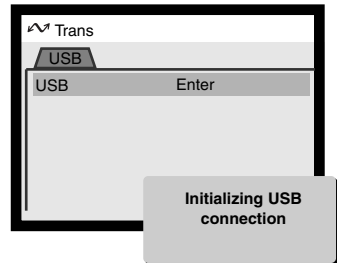 Trans
USB
USB Enter
Initializing USB
connection